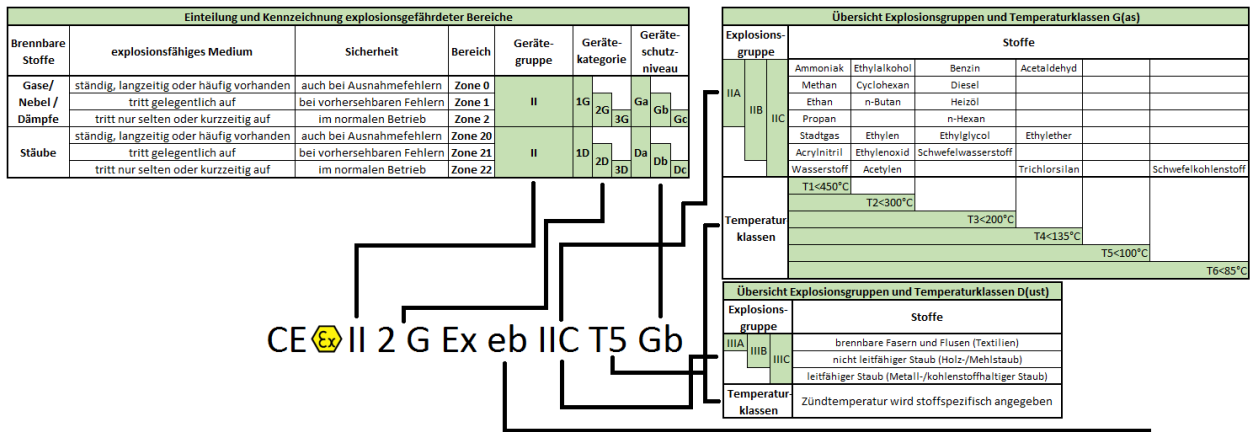 Einteilung und Kennzeichnung explosionsgefährdeter Bereiche
Brennbare Stoffe explosionsfähiges Medium Sicherheit Bereich Geräte-gruppe Geräte-kategorie Geräte-schutz-niveau
Gase/ Nebel / Dämpfe
ständig, langzeitig oder häufig vorhanden auch bei Ausnahmefehlern Zone 0
tritt gelegentlich auf bei vorhersehbaren Fehlern Zone 1
tritt nur selten oder kurzzeitig auf im normalen Betrieb Zone 2
II 1G 2G 3G Ga Gb Gc
Stäube
ständig, langzeitig oder häufig vorhanden auch bei Ausnahmefehlern Zone 20
tritt gelegentlich auf bei vorhersehbaren Fehlern Zone 21
tritt nur selten oder kurzzeitig auf im normalen Betrieb Zone 22
II 1D 2D 3D Da Db Dc
Übersicht Explosionsgruppen und Temperaturklassen G(as)
Explosions-gruppe Stoffe
IIA IIB IIC
Ammoniak Ethylalkohol Benzin Acetaldehyd
Methan Cyclohexan Diesel
Ethan n-Butan Heizöl
Propan n-Hexan
Stadtgas Ethylen Ethylglycol Ethylether
Acrylnitril Ethylenoxid Schwefelwasserstoff
Wasserstoff Acetylen Trichlorsilan Schwefelkohlenstoff
Temperatur klassen
T1<450°C
T2<300°C
T3<200°C
T4<135°C
T5<100°C
T6<85°C
Übersicht Explosionsgruppen und Temperaturklassen D(ust)
Explosions-gruppe Stoffe
IIIA IIIB IIIC
brennbare Fasern und Flusen (Textilien)
nicht leitfähiger Staub (Holz-/Mehlstaub)
leitfähiger Staub (Metall-/kohlenstoffhaltiger Staub)
Temperatur-klassen Zündtemperatur wird stoffspezifisch angegeben
CE Ex II 2 G Ex eb IIC T5 Gb